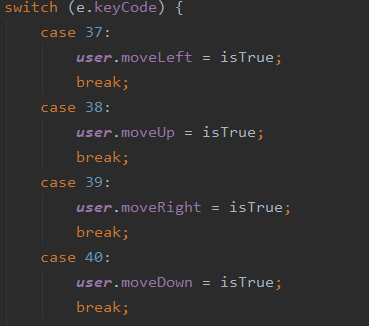 switch (e.keyCode) {
case 37:
user.moveLeft = isTrue;
break;
case 38:
user.moveUp = isTrue;
break;
case 39:
user.moveRight = isTrue;
break;
case 40:
user.moveDown = isTrue;
break;